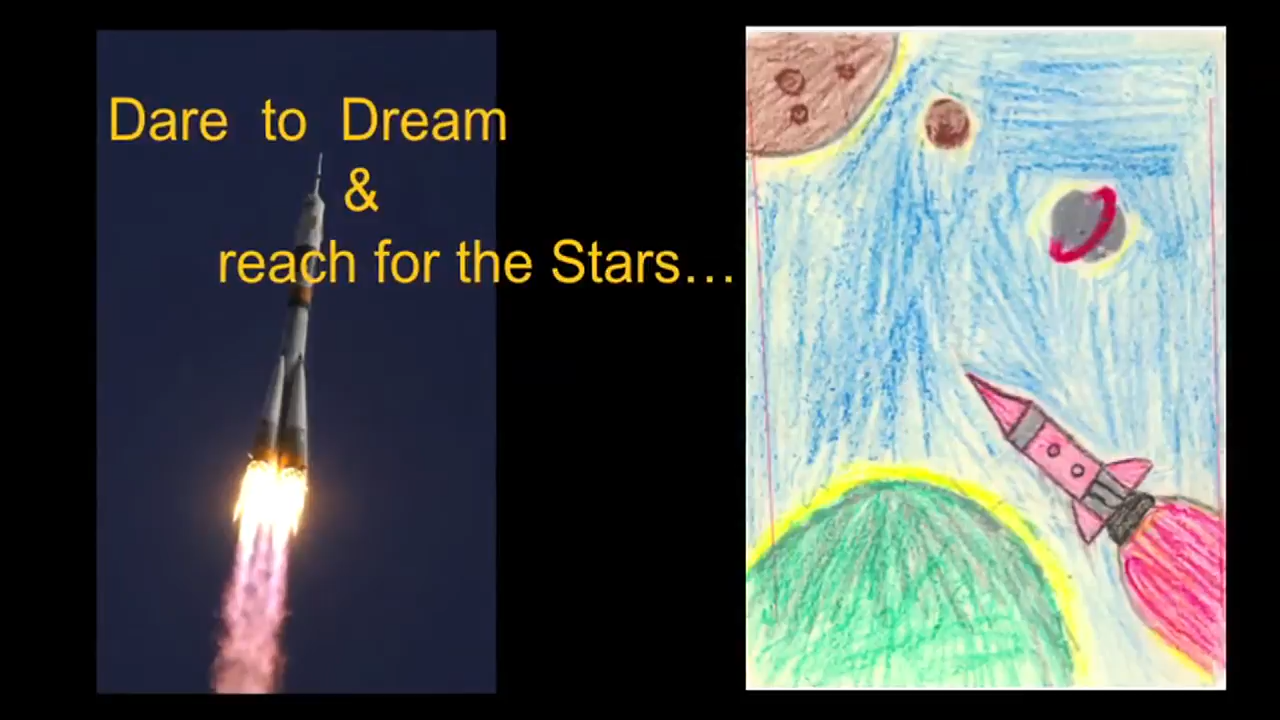 Dare to Dream
&
reach for the Stars…